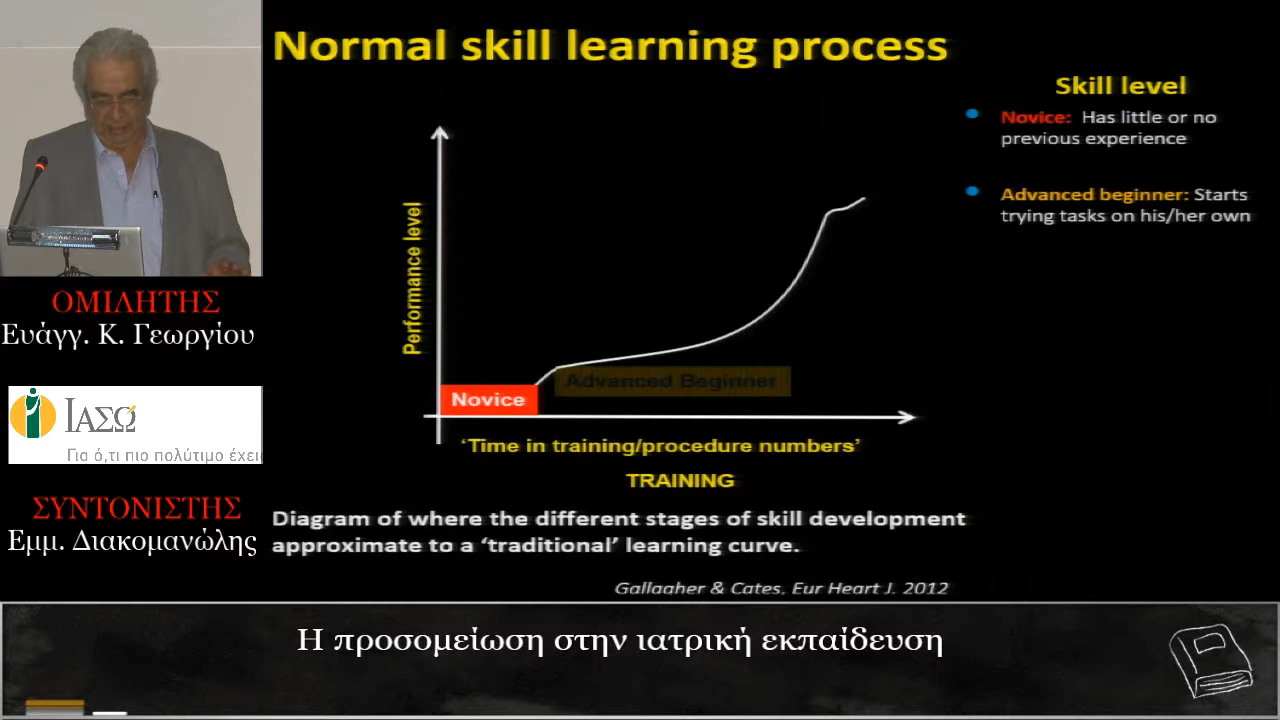 Normal skill learning process
Skill level
Novice: Has little or no
previous experience
Advanced beginner: Starts
trying tasks on his/her own
Performance level
Advanced Beginner
Novice
‘Time in training/procedure numbers’
TRAINING
Diagram of where the different stages of skill development
approximate to a ‘traditional’ learning curve.
Gallagher & Cates, Eur Heart J. 2012
ΟΜΙΛΗΤΗΣ
Ευάγγ. Κ. Γεωργίου
ΙΑΣΩ
Για ό,τι πιο πολύτιμο έχει
ΣΥΝΤΟΝΙΣΤΗΣ
Εμμ. Διακομανώλης
Η προσομείωση στην ιατρική εκπαίδευση